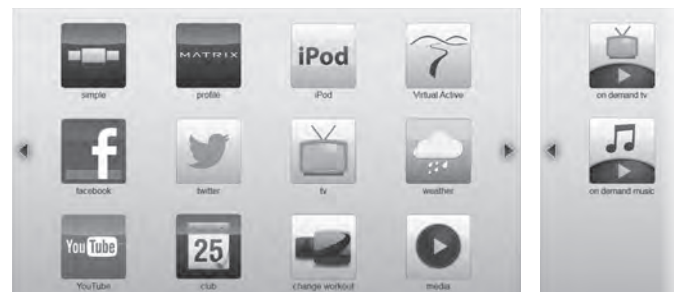 MATRIX
iPod
simple
profile
iPod
Virtual Active
on demand tv
f
facebook
twitter
tv
weather
on demand music
You Tube
25
YouTube
club
change workout
media